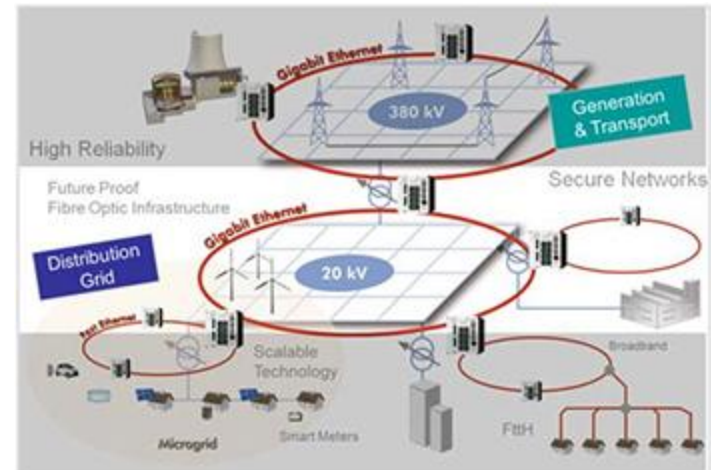 Gigabit Ethernet
380 kV
Generation
& Transport
High Reliability
Future Proof
Fibre Optic Infrastructure
Secure Networks
Gigabit Ethernet
Distribution
Grid
20 kV
Fast Ethernet
Scalable
Technology
Broadband
Microgrid
Smart Meters
FttH